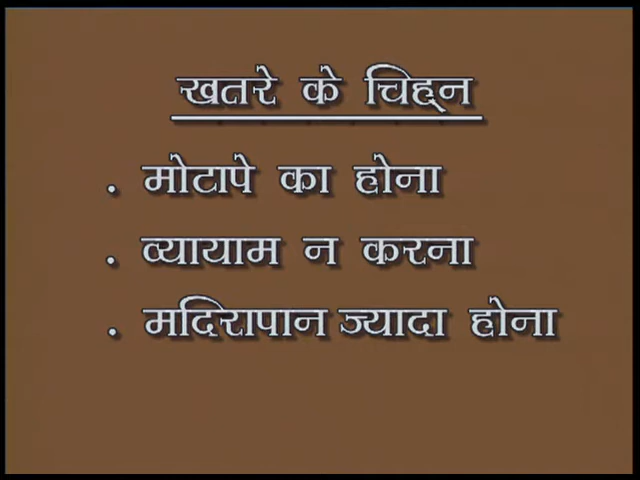 खतरे के चिह्न
. मोटापे का होना
. व्यायाम न करना
. मदिरापान ज्यादा होना